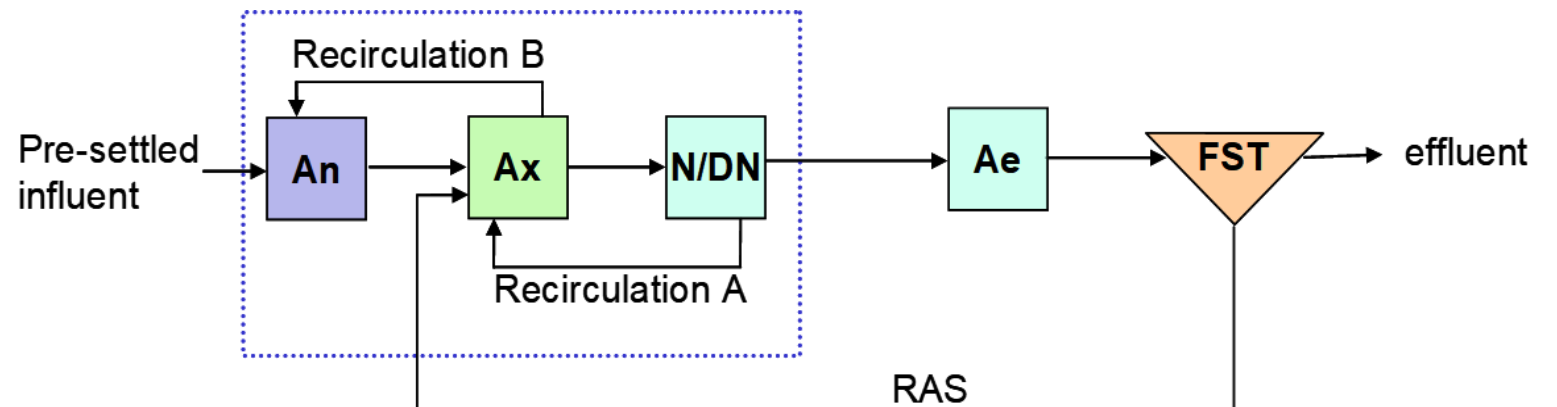 Recirculation B
Pre-settled
influent
An
Ax
N/DN
Ae
FST
effluent
Recirculation A
RAS